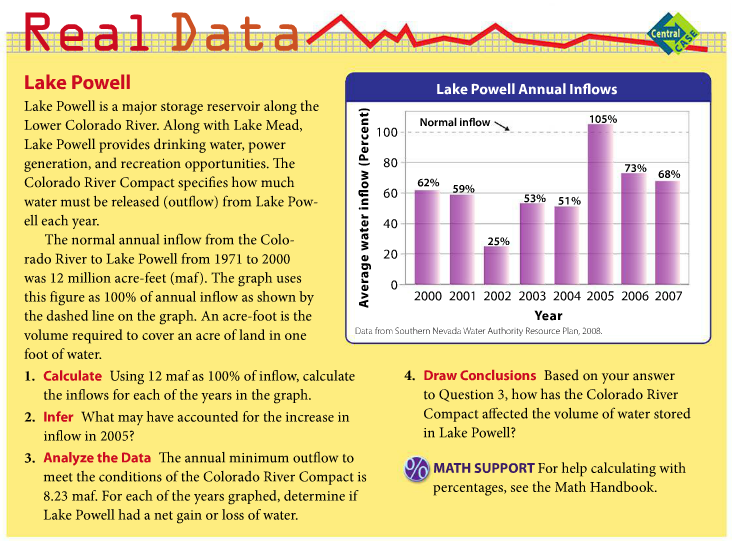 Real Data
Central
CASE
Lake Powell
Lake Powell is a major storage reservoir along the
Lower Colorado River. Along with Lake Mead,
Lake Powell provides drinking water, power
generation, and recreation opportunities. The
Colorado River Compact specifies how much
water must be released (outflow) from Lake Pow-
ell each year.
The normal annual inflow from the Colo-
rado River to Lake Powell from 1971 to 2000
was 12 million acre-feet (maf). The graph uses
this figure as 100% of annual inflow as shown by
the dashed line on the graph. An acre-foot is the
volume required to cover an acre of land in one
foot of water.
Lake Powell Annual Inflows
Average water inflow (Percent)
100
80
60
40
20
0
Normal inflow
62%
59%
25%
53%
51%
105%
73%
68%
2000 2001 2002 2003 2004 2005 2006 2007
Year
Data from Southern Nevada Water Authority Resource Plan, 2008.
1. Calculate Using 12 maf as 100% of inflow, calculate
the inflows for each of the years in the graph.
2. Infer What may have accounted for the increase in
inflow in 2005?
3. Analyze the Data The annual minimum outflow to
meet the conditions of the Colorado River Compact is
8.23 maf. For each of the years graphed, determine if
Lake Powell had a net gain or loss of water.
4. Draw Conclusions Based on your answer
to Question 3, how has the Colorado River
Compact affected the volume of water stored
in Lake Powell?
% MATH SUPPORT For help calculating with
percentages, see the Math Handbook.